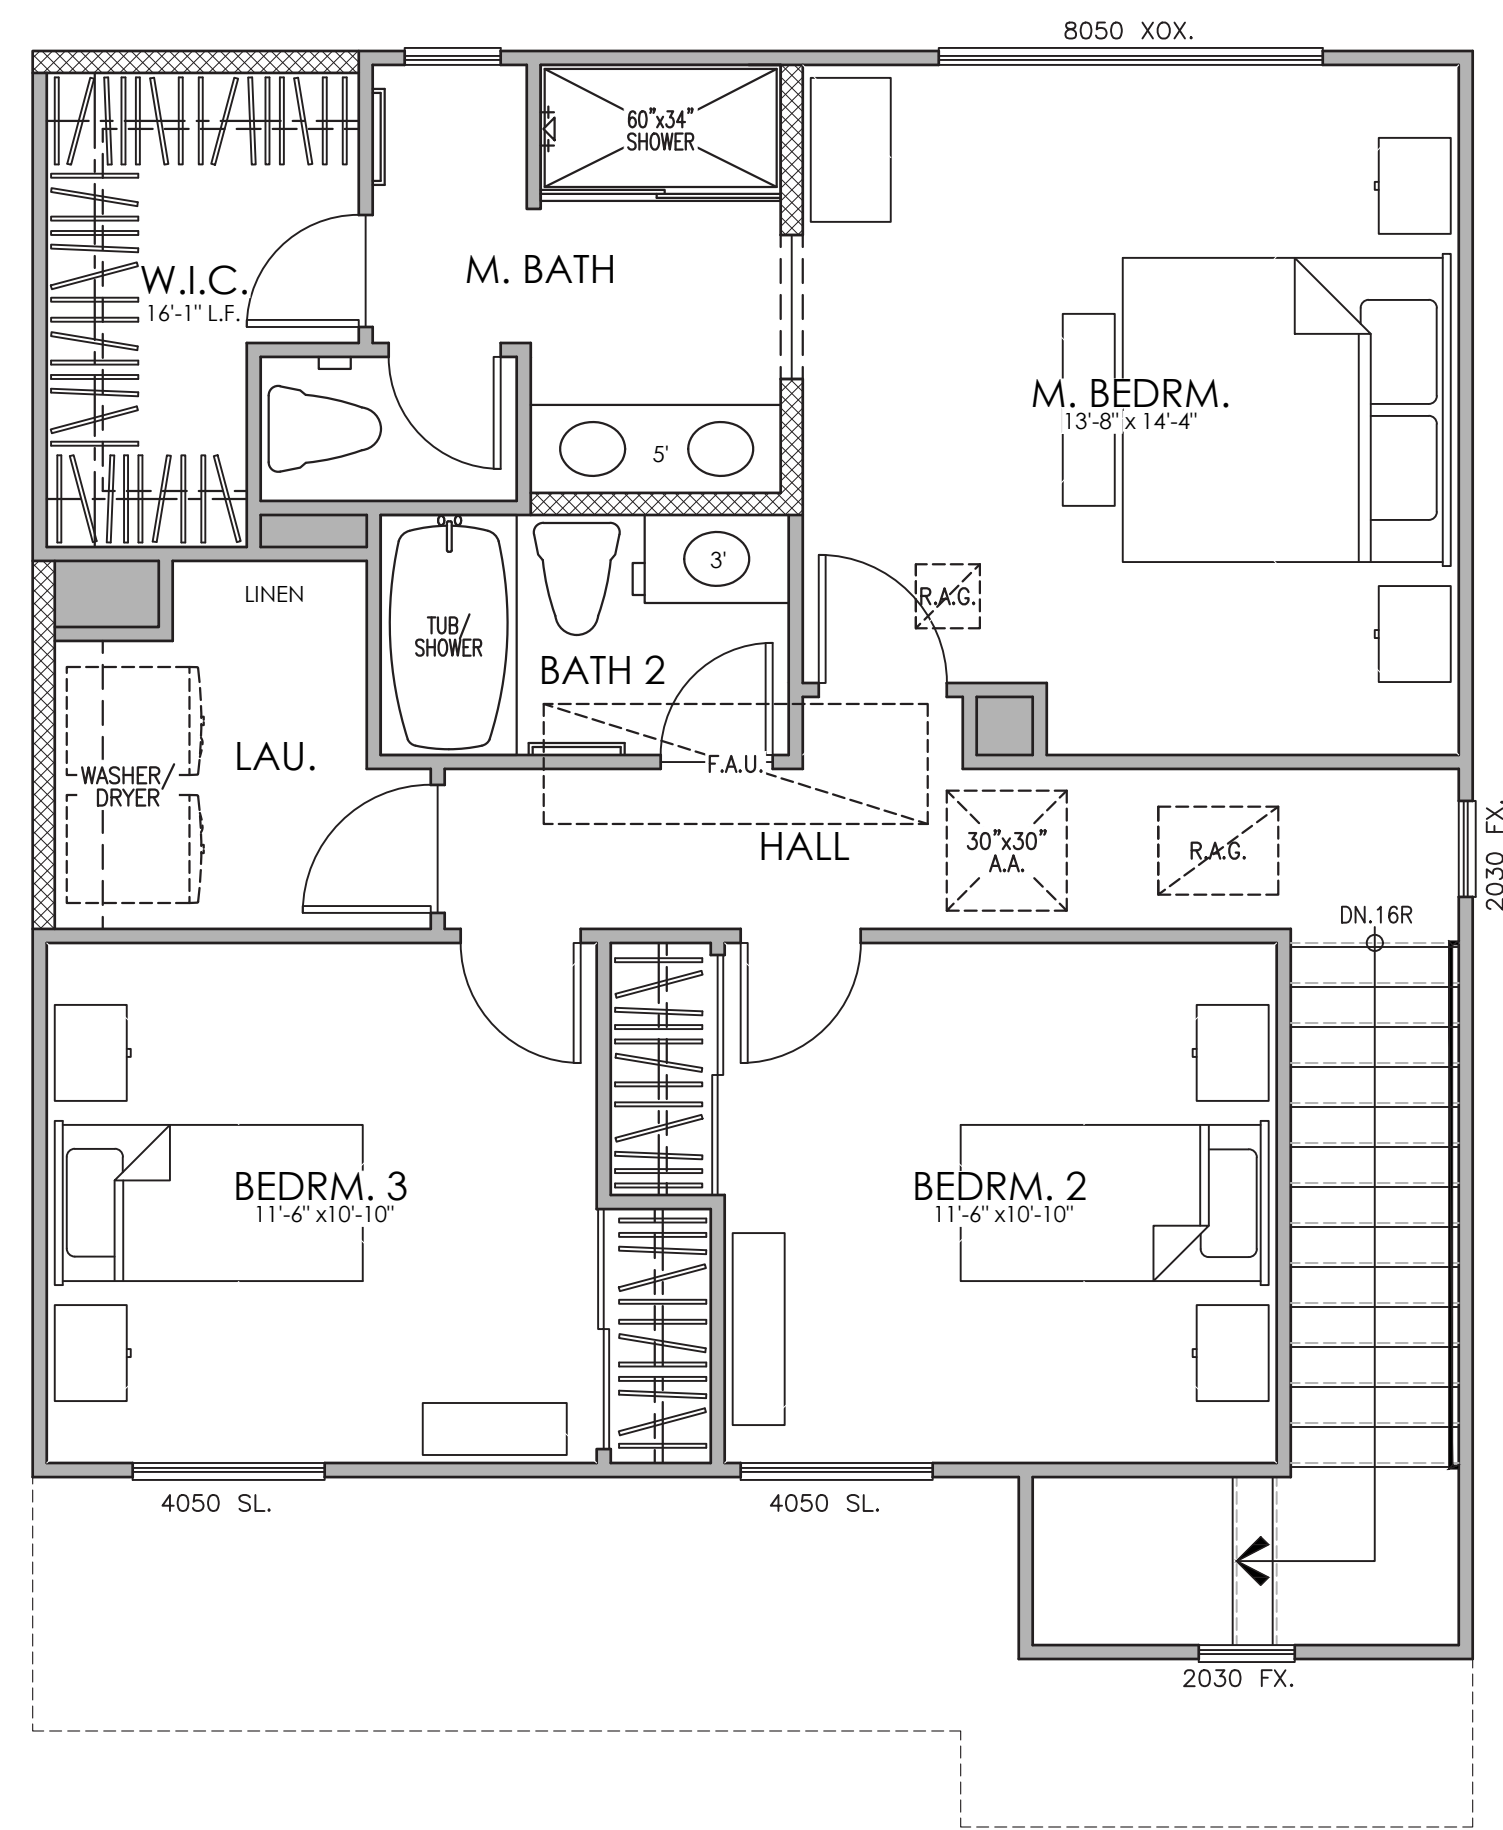 8050 XOX.
60"x34"
SHOWER
W.I.C.
16'-1" L.F.
M. BATH
M. BEDRM.
13'-8" x 14'-4"
5'
3'
LINEN
R.A.G.
TUB/
SHOWER
BATH 2
LAU.
WASHER/
DRYER
F.A.U.
HALL
30"x30"
A.A.
R.A.G.
2030 FX.
DN.16R
BEDRM. 3
11'-6" x10'-10"
BEDRM. 2
11'-6" x10'-10"
4050 SL.
4050 SL.
2030 FX.